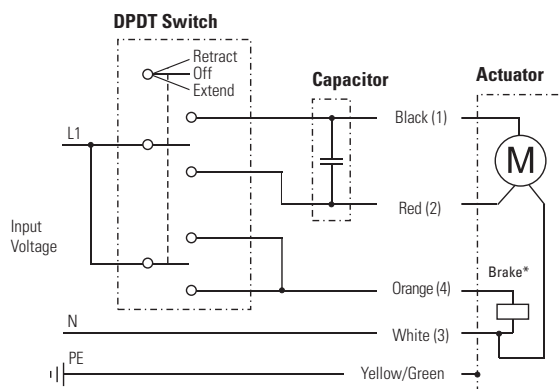 DPDT Switch
Retract
Off
Extend
Capacitor
Actuator
L1
Black (1)
M
Red (2)
Input
Voltage
Brake*
Orange (4)
N
White (3)
PE
Yellow/Green